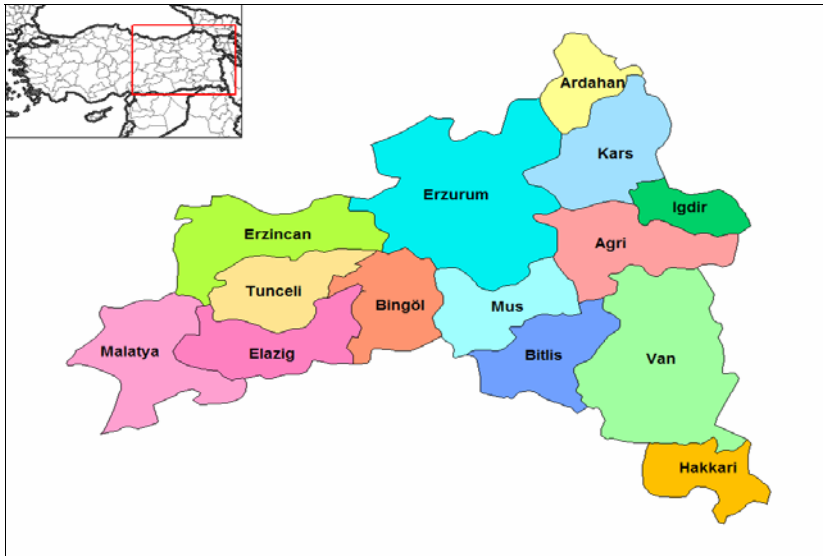 Ardahan
Kars
Erzurum
Igdir
Erzincan
Agri
Tunceli
Bingöl
Mus
Malatya
Elazig
Bitlis
Van
Hakkari